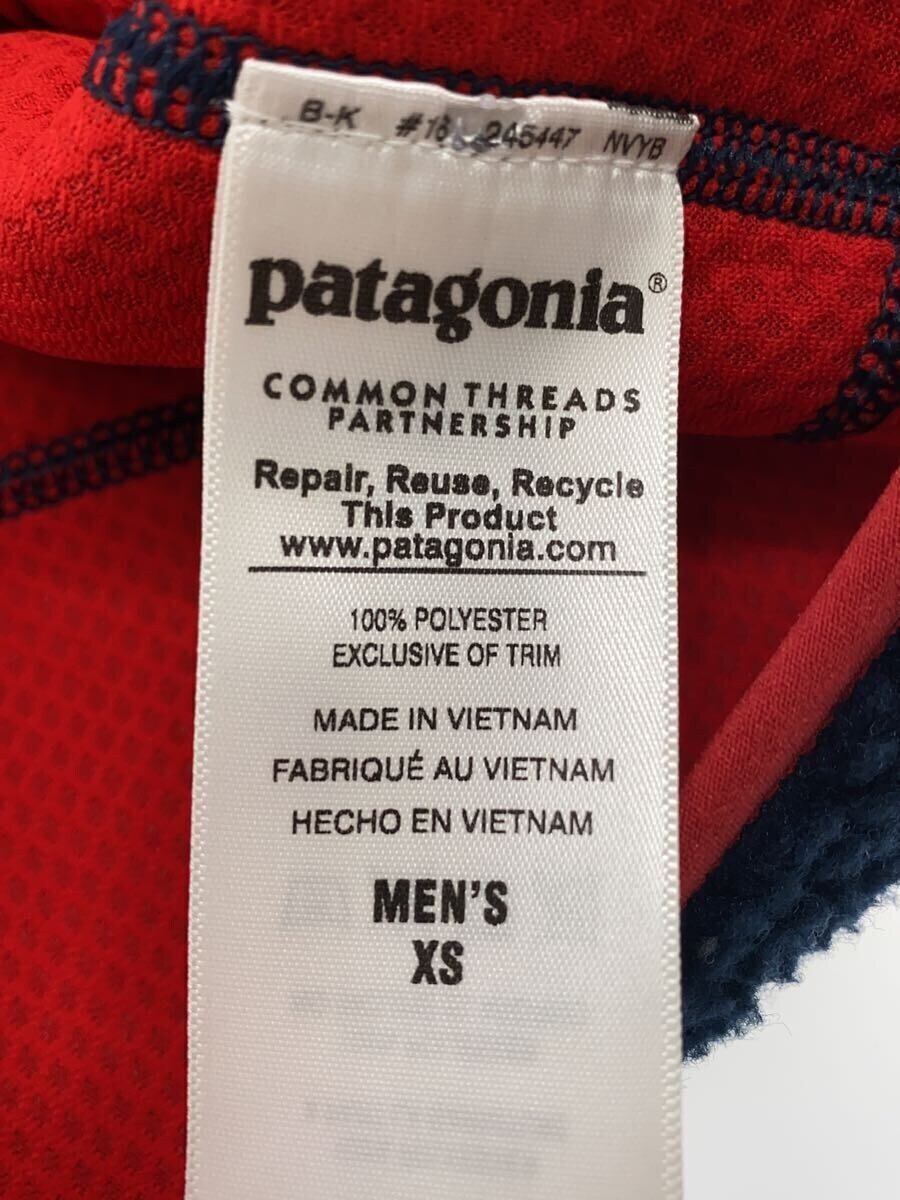 B-K #16 245447 NVYB
patagonia®
COMMON THREADS
PARTNERSHIP
Repair, Reuse, Recycle
This Product
www.patagonia.com
100% POLYESTER
EXCLUSIVE OF TRIM
MADE IN VIETNAM
FABRIQUÉ AU VIETNAM
HECHO EN VIETNAM
MEN'S
XS